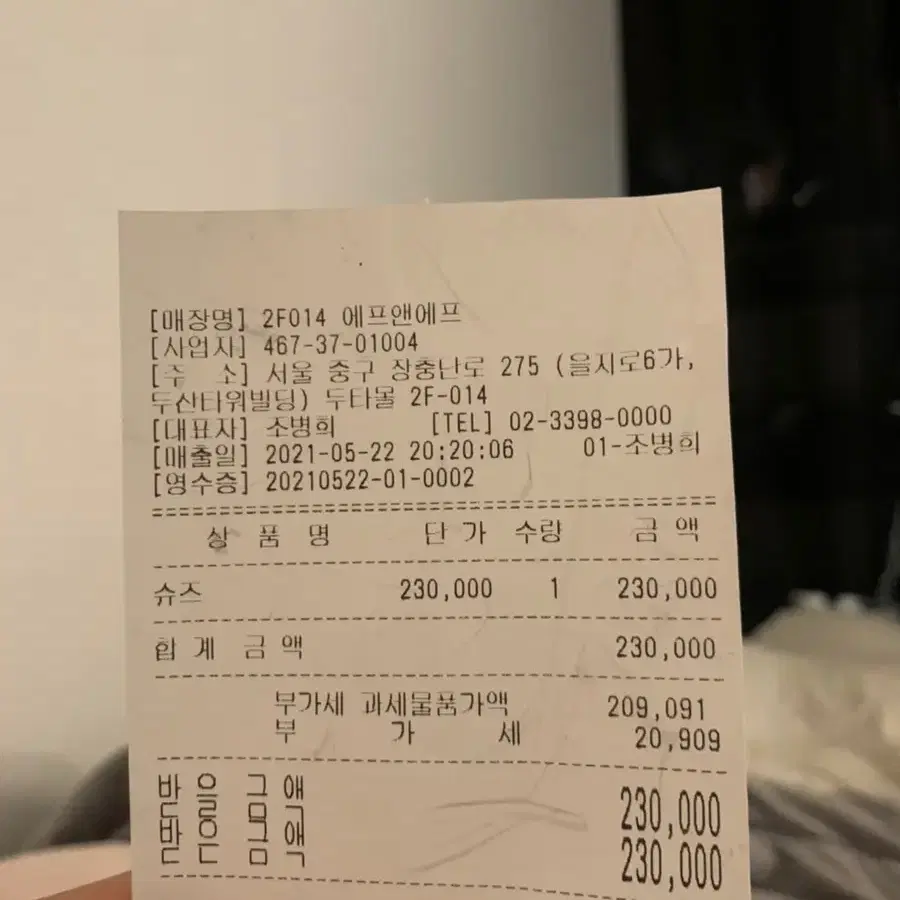 [매장명] 2F014 에프앤에프
[사업자] 467-37-01004
[주 소] 서울 중구 장충난로 275 (을지로6가,
두산타워빌딩) 두타몰 2F-014
[대표자] 조병희 [TEL] 02-3398-0000
[매출일] 2021-05-22 20:20:06 01-조병희
[영수증] 20210522-01-0002
상 품 명 단 가 수량 금 액
슈즈 230,000 1 230,000
합 계 금 액 230,000
부가세 과세물품가액 209,091
부 가 세 20,909
받 을 금 액 230,000
받 은 금 액 230,000